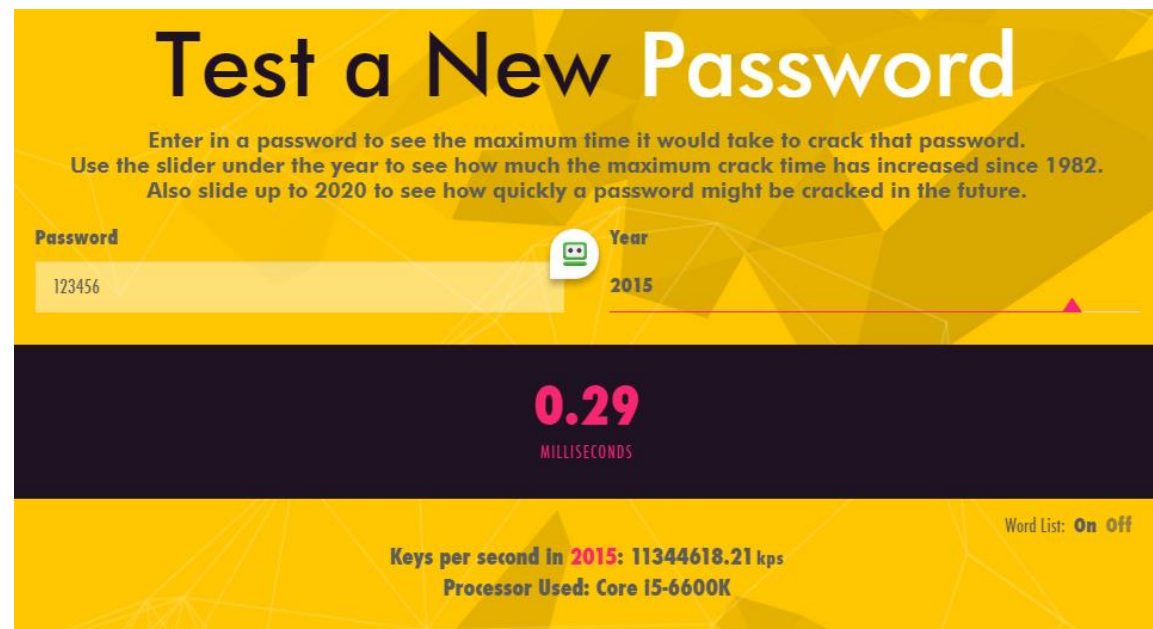 Test a New Password
Enter in a password to see the maximum time it would take to crack that password.
Use the slider under the year to see how much the maximum crack time has increased since 1982.
Also slide up to 2020 to see how quickly a password might be cracked in the future.
Password
123456
Year
2015
0.29
MILLISECONDS
Word List: On Off
Keys per second in 2015: 11344618.21 kps
Processor Used: Core i5-6600K